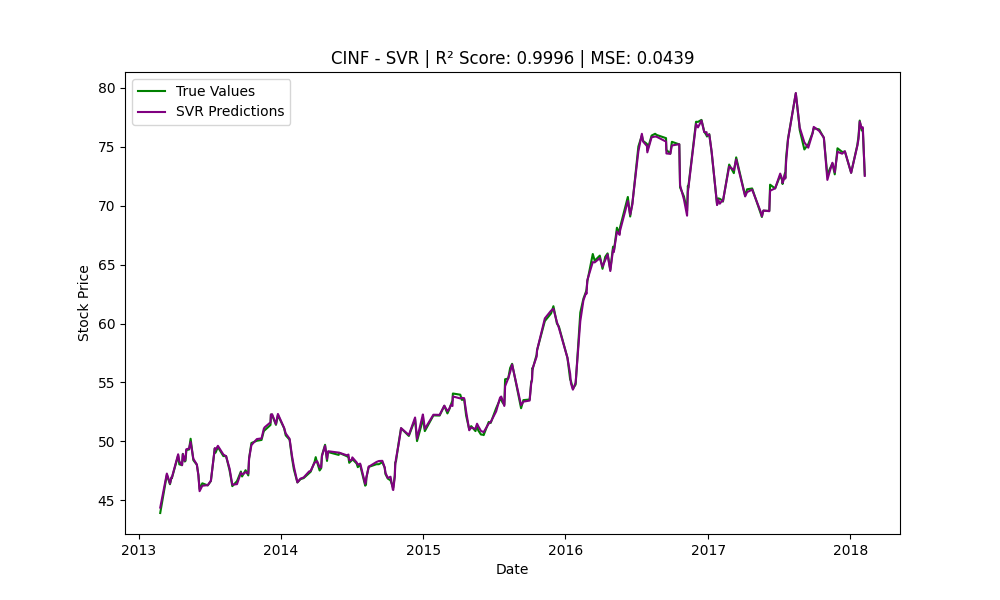 CINF - SVR | R² Score: 0.9996 | MSE: 0.0439
True Values
SVR Predictions
Stock Price
80
75
70
65
60
55
50
45
2013
2014
2015
2016
2017
2018
Date